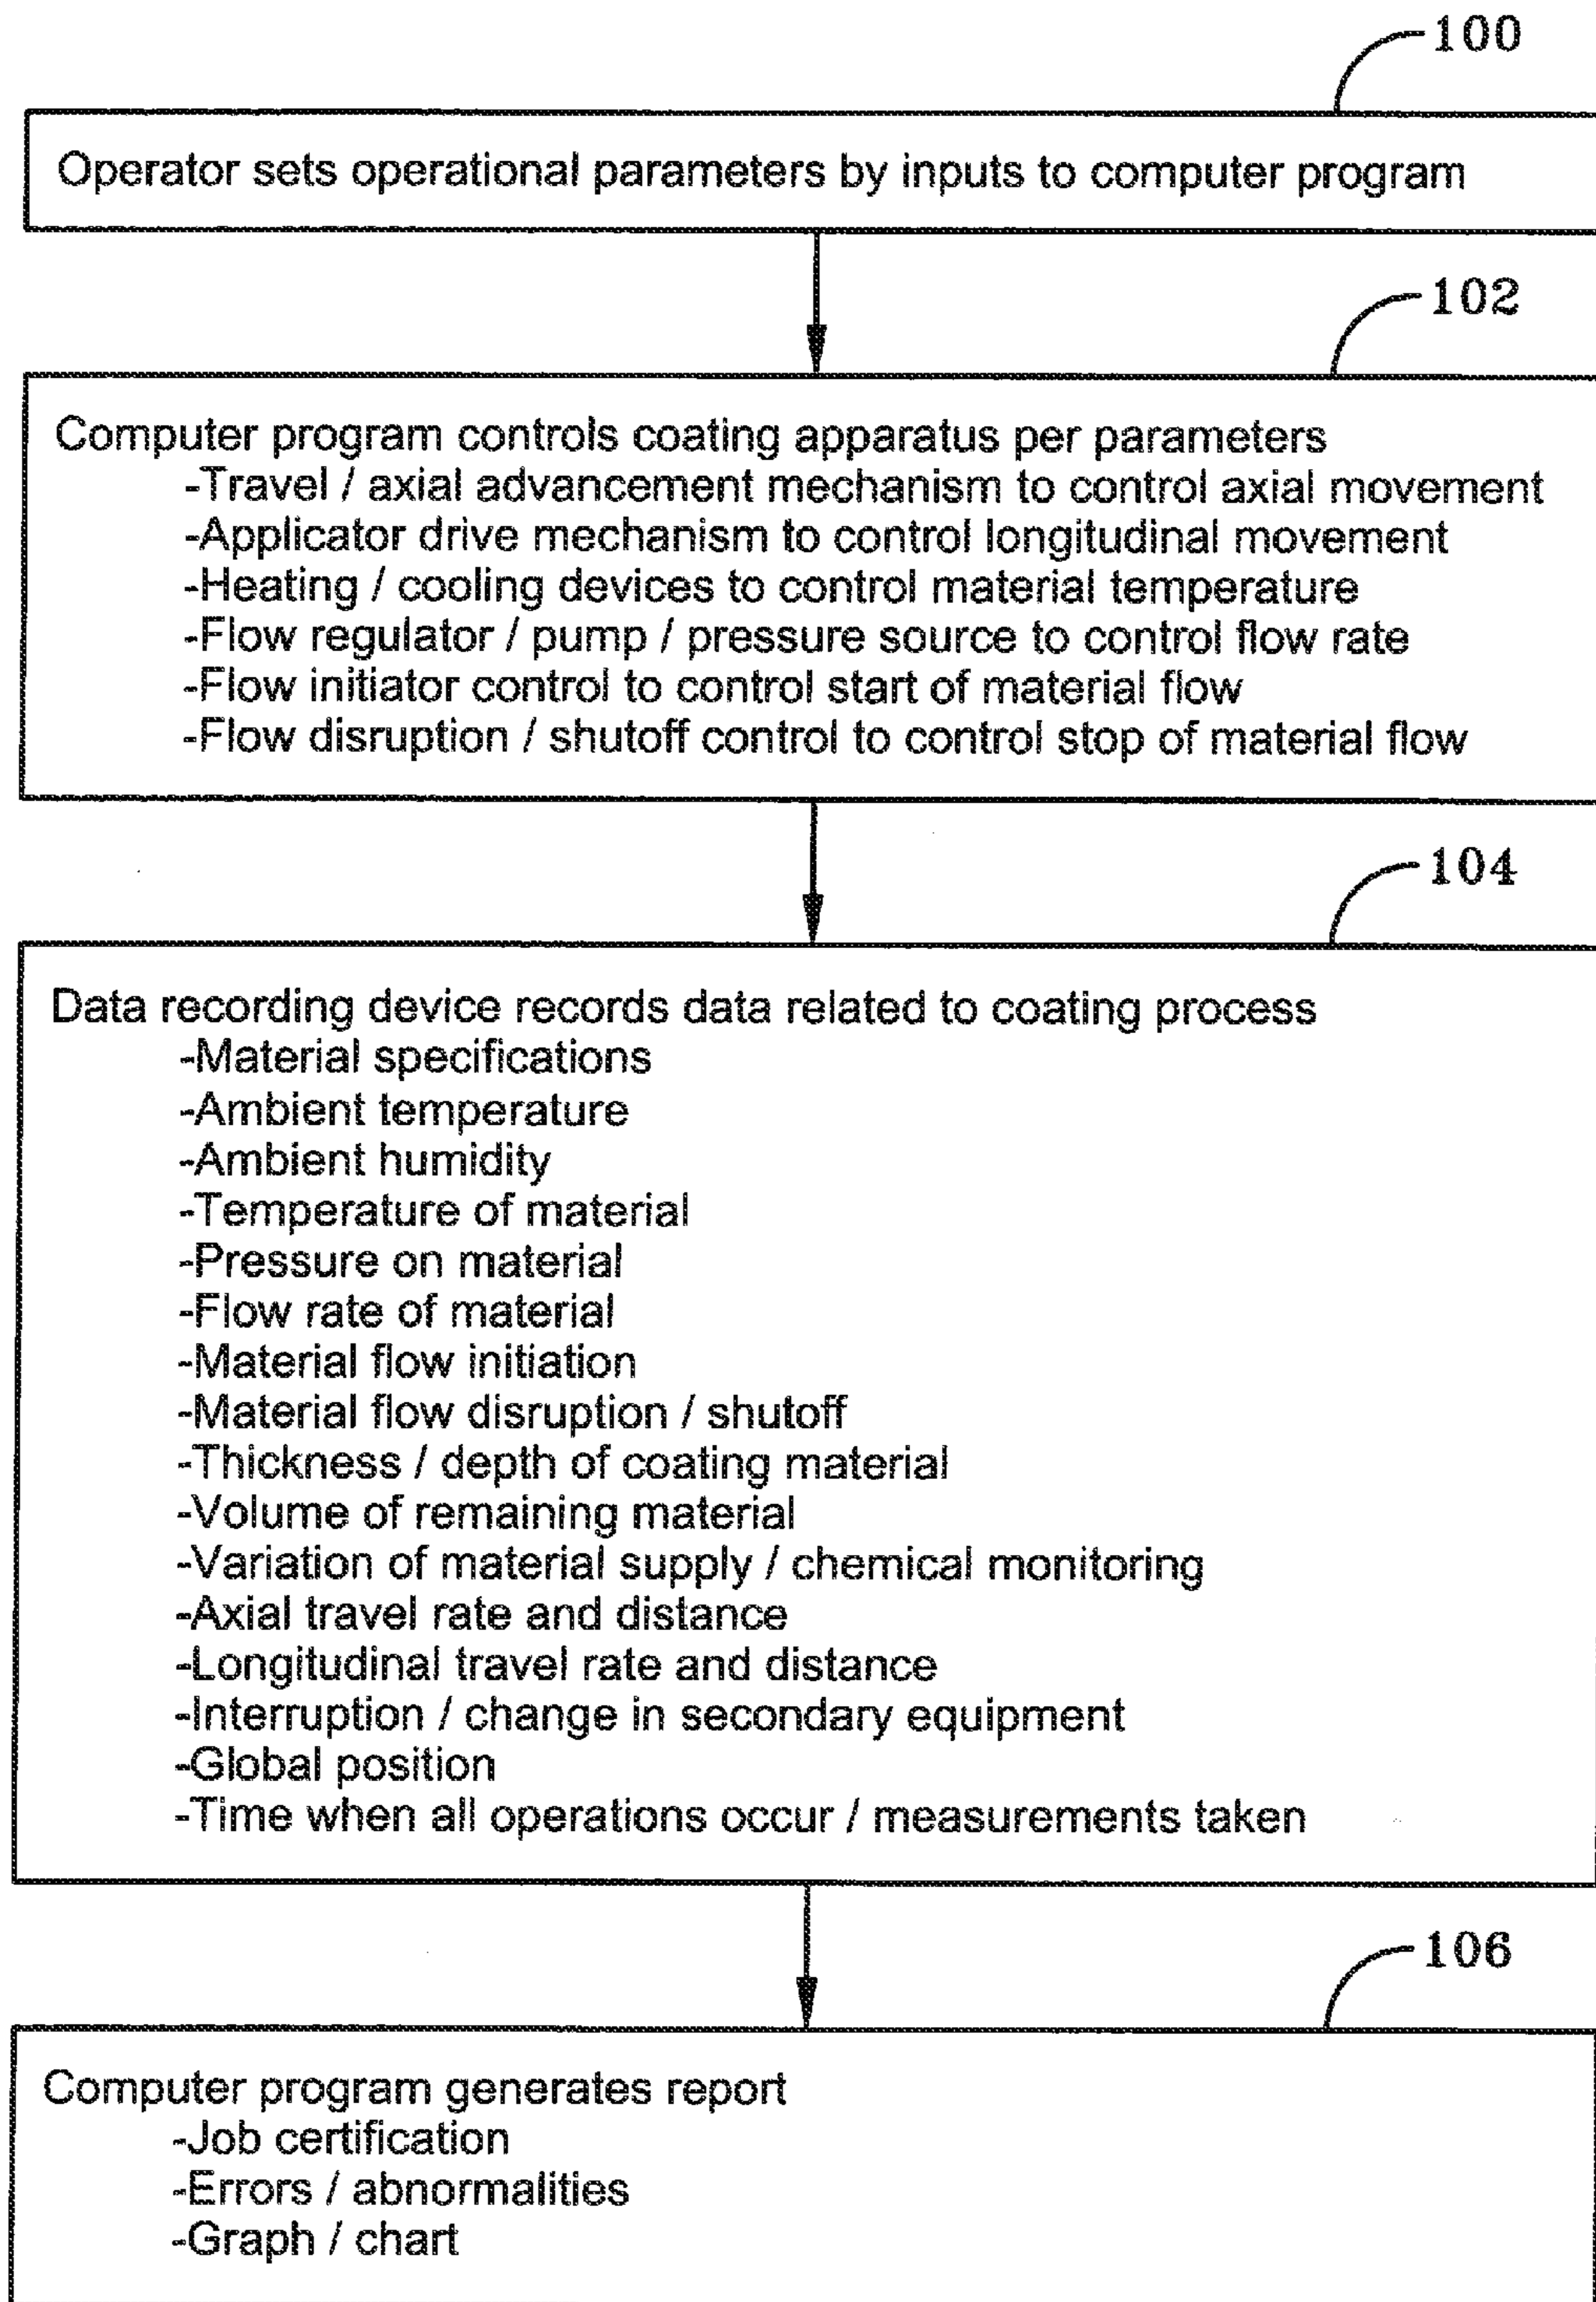 100
Operator sets operational parameters by inputs to computer program
102
Computer program controls coating apparatus per parameters
-Travel / axial advancement mechanism to control axial movement
-Applicator drive mechanism to control longitudinal movement
-Heating / cooling devices to control material temperature
-Flow regulator / pump / pressure source to control flow rate
-Flow initiator control to control start of material flow
-Flow disruption / shutoff control to control stop of material flow
104
Data recording device records data related to coating process
-Material specifications
-Ambient temperature
-Ambient humidity
-Temperature of material
-Pressure on material
-Flow rate of material
-Material flow initiation
-Material flow disruption / shutoff
-Thickness / depth of coating material
-Volume of remaining material
-Variation of material supply / chemical monitoring
-Axial travel rate and distance
-Longitudinal travel rate and distance
-Interruption / change in secondary equipment
-Global position
-Time when all operations occur / measurements taken
106
Computer program generates report
-Job certification
-Errors / abnormalities
-Graph / chart